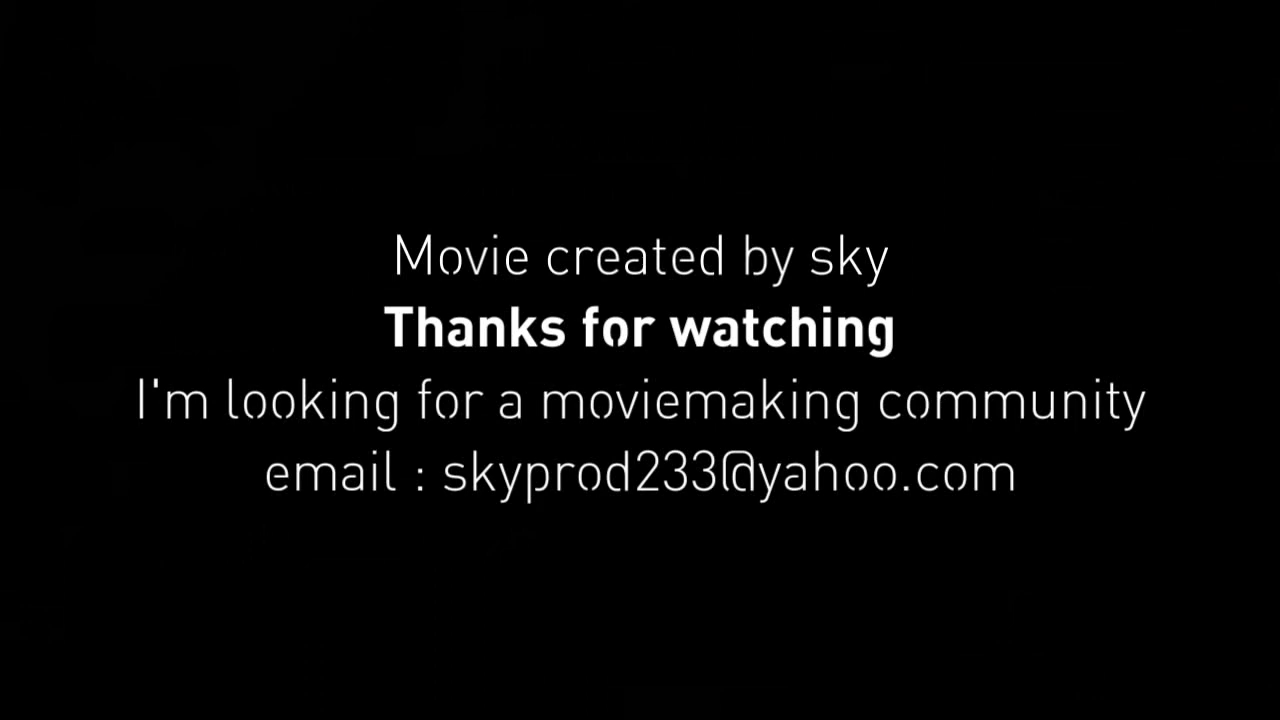 Movie created by sky
Thanks for watching
I'm looking for a moviemaking community
email : skyprod233@yahoo.com